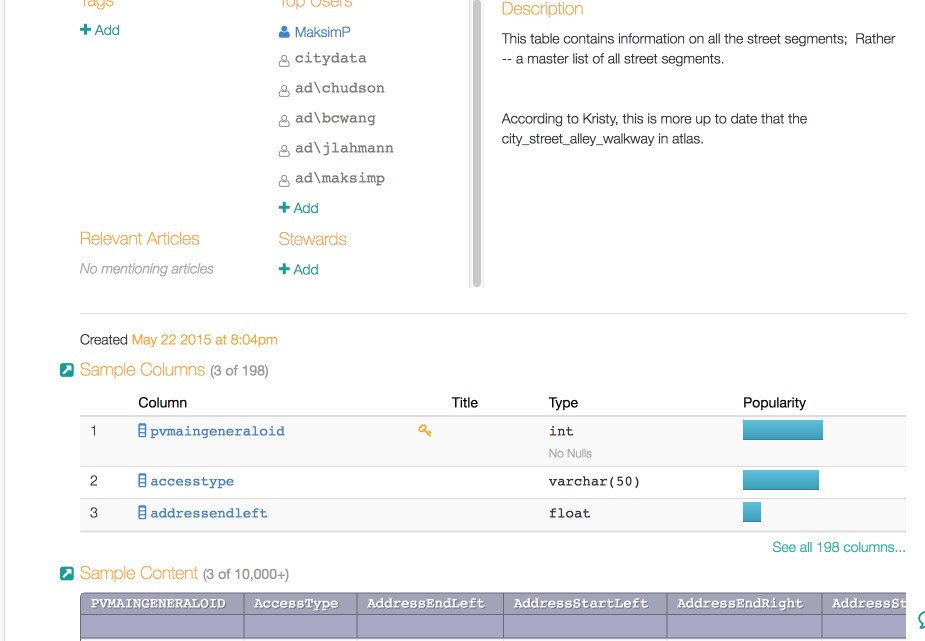 Tags
Top Users
Description
Add
MaksimP
citydata
ad\chudson
ad\bcwang
ad\jlahmann
ad\maksimp
Add
This table contains information on all the street segments; Rather
-- a master list of all street segments.
According to Kristy, this is more up to date that the
city_street_alley_walkway in atlas.
Relevant Articles
Stewards
No mentioning articles
Add
Created May 22 2015 at 8:04pm
Sample Columns (3 of 198)
Column Title Type Popularity
1 pvmaingeneraloid int
No Nulls
2 accesstype varchar(50)
3 addressendleft float
See all 198 columns...
Sample Content (3 of 10,000+)
PVMAINGENERALOID AccessType AddressEndLeft AddressStartLeft AddressEndRight AddressSt